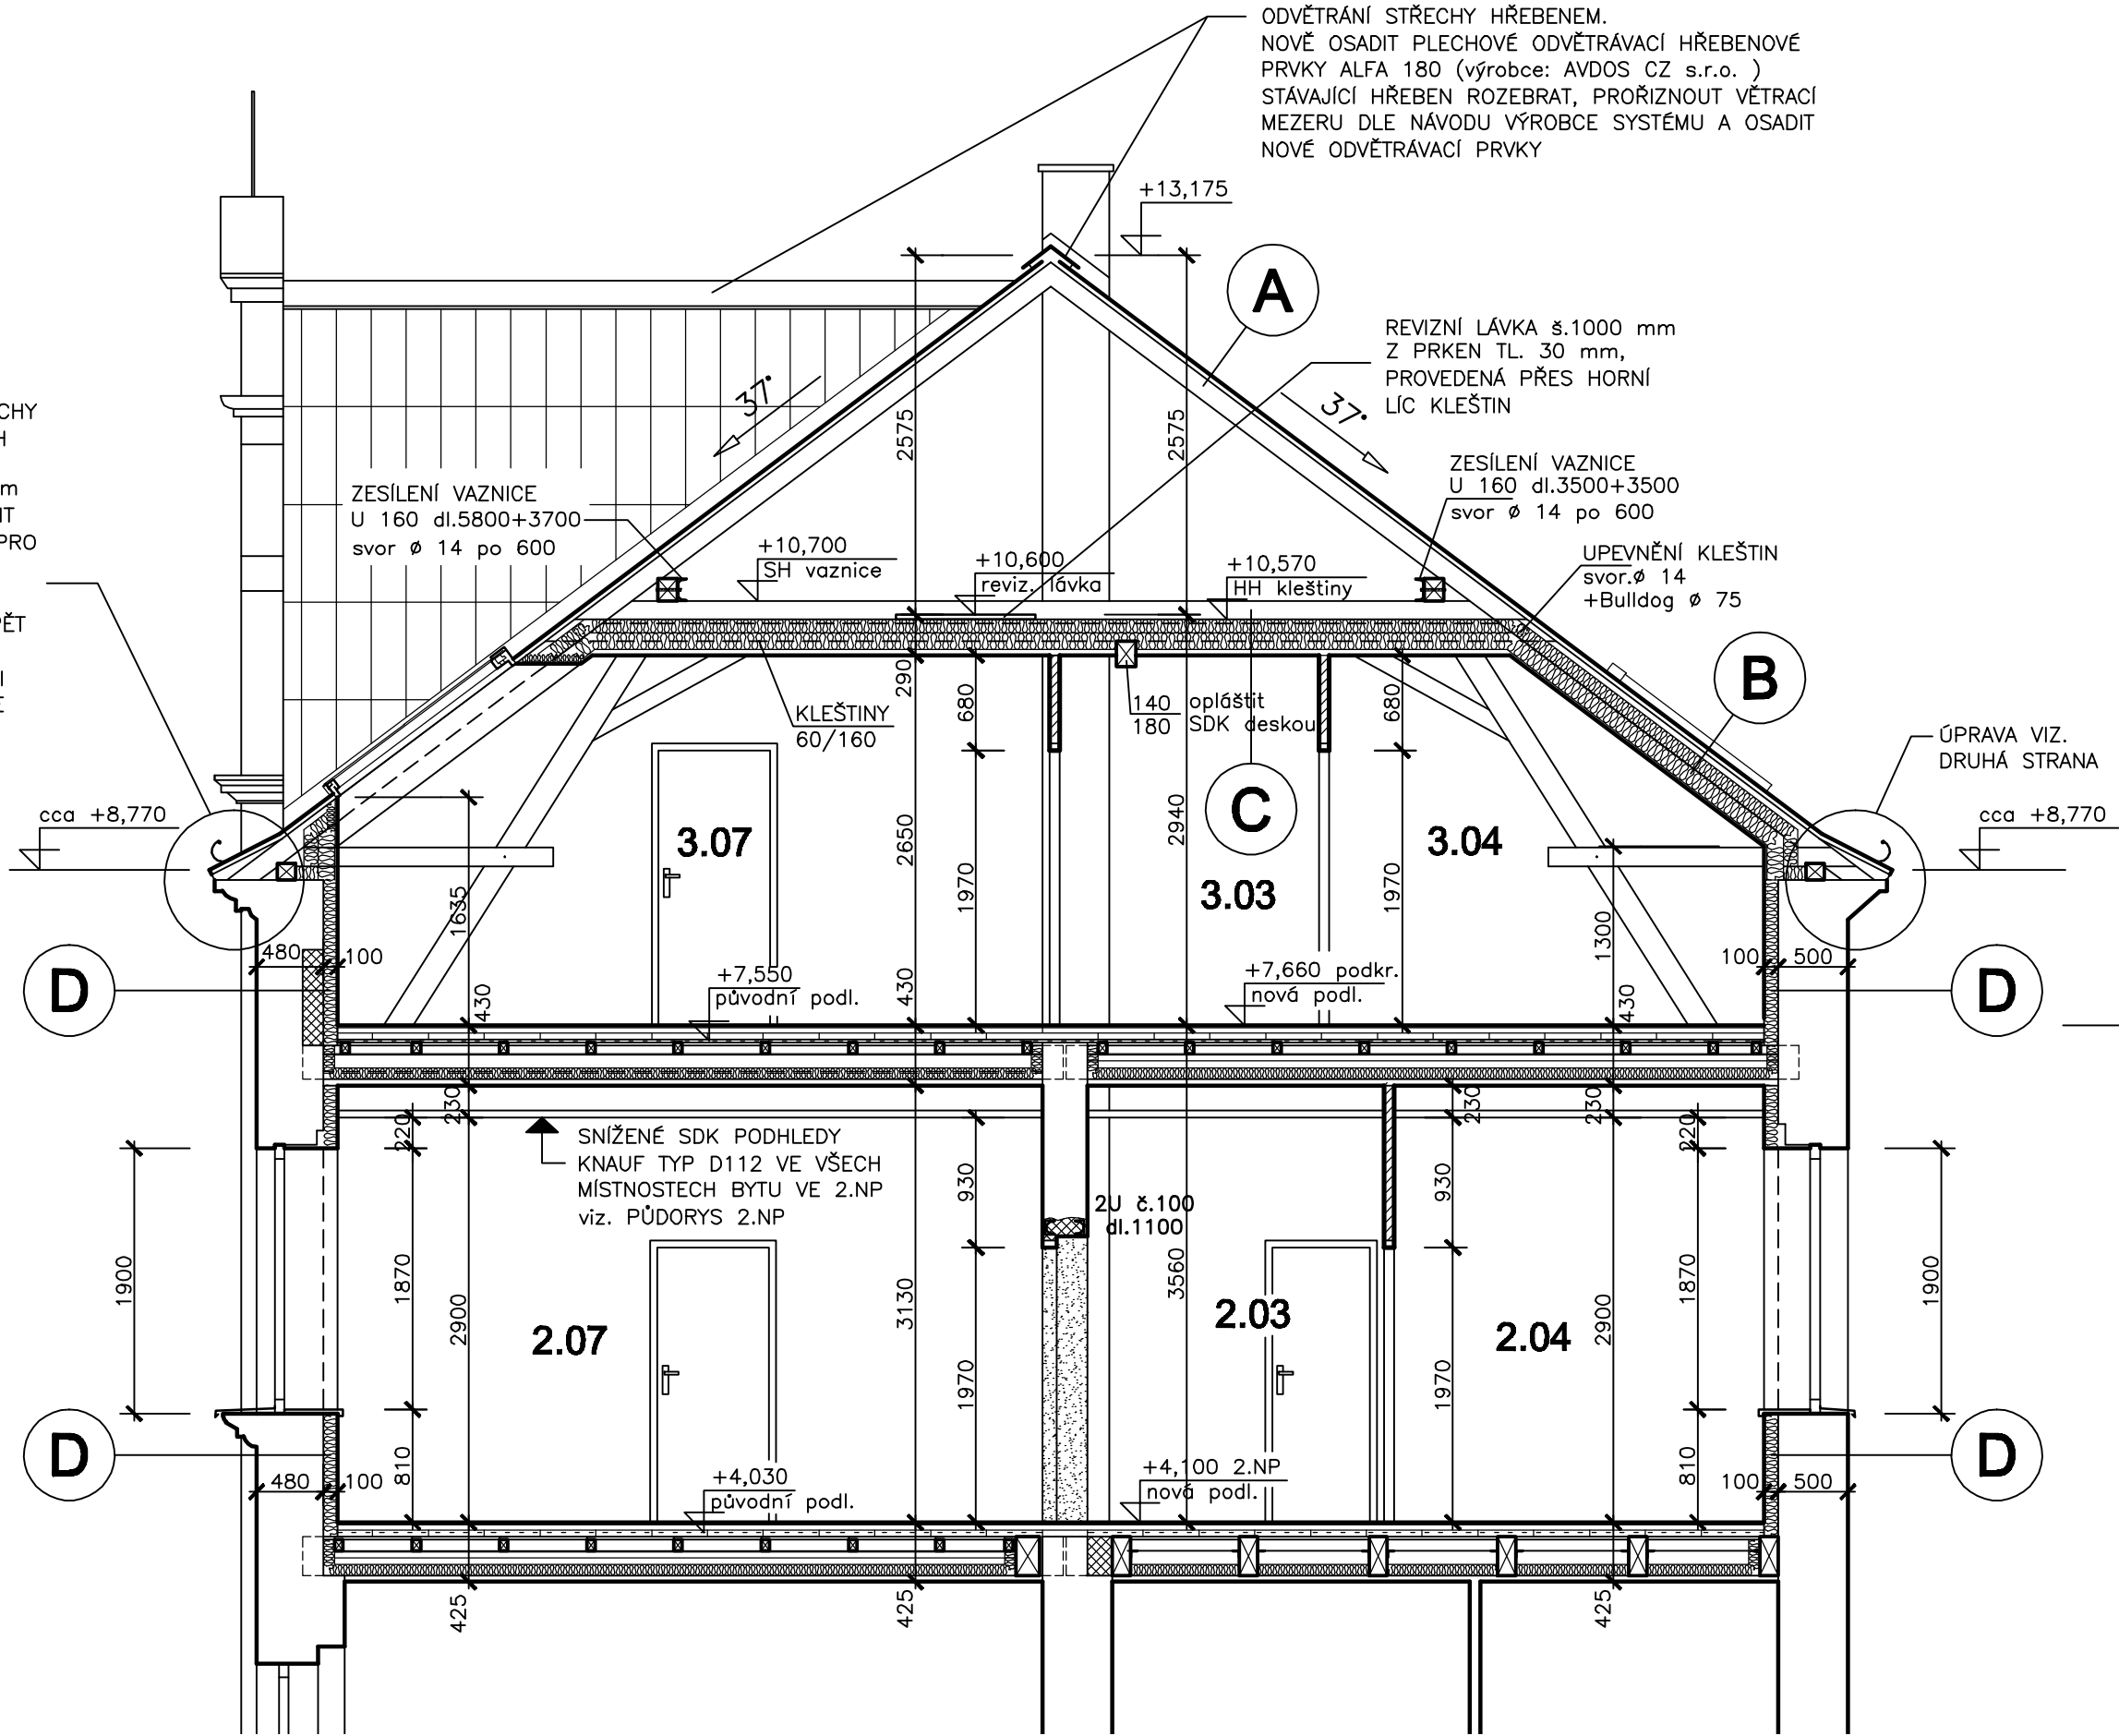 ODVĚTRÁNÍ STŘECHY HŘEBENEM.
NOVĚ OSADIT PLECHOVÉ ODVĚTRÁVACÍ HŘEBENOVÉ
PRVKY ALFA 180 (výrobce: AVDOS CZ s.r.o. )
STÁVAJÍCÍ HŘEBEN ROZEBRAT, PROŘIZNOUT VĚTRACÍ
MEZERU DLE NÁVODU VÝROBCE SYSTÉMU A OSADIT
NOVÉ ODVĚTRÁVACÍ PRVKY
+13,175
A
REVIZNÍ LÁVKA š.1000 mm
Z PRKEN TL. 30 mm,
PROVEDENÁ PŘES HORNÍ
LÍC KLEŠTIN
37°
37°
2575
2575
CHY
H
m
IT
PRO
PĚT
I
E
ZESÍLENÍ VAZNICE
U 160 dl.5800+3700
svor ø 14 po 600
ZESÍLENÍ VAZNICE
U 160 dl.3500+3500
svor ø 14 po 600
+10,700
SH vaznice
+10,600
reviz. lávka
+10,570
HH kleštiny
UPEVNĚNÍ KLEŠTIN
svor.ø 14
+Bulldog ø 75
290
680
680
B
KLEŠTINY
60/160
140
180
opláštit
SDK deskou
ÚPRAVA VIZ.
DRUHÁ STRANA
cca +8,770
cca +8,770
3.07
C
3.04
3.03
2650
2940
1635
1970
1970
1300
480
100
100
500
D
D
+7,550
původní podl.
+7,660 podkr.
nová podl.
430
430
430
230
230
230
220
220
SNÍŽENÉ SDK PODHLEDY
KNAUF TYP D112 VE VŠECH
MÍSTNOSTECH BYTU VE 2.NP
viz. PŮDORYS 2.NP
930
930
2U č.100
dl.1100
1900
1870
2900
3130
3560
2900
1870
1900
2.07
2.03
2.04
1970
1970
810
810
D
D
480
100
100
500
+4,030
původní podl.
+4,100 2.NP
nová podl.
425
425
425